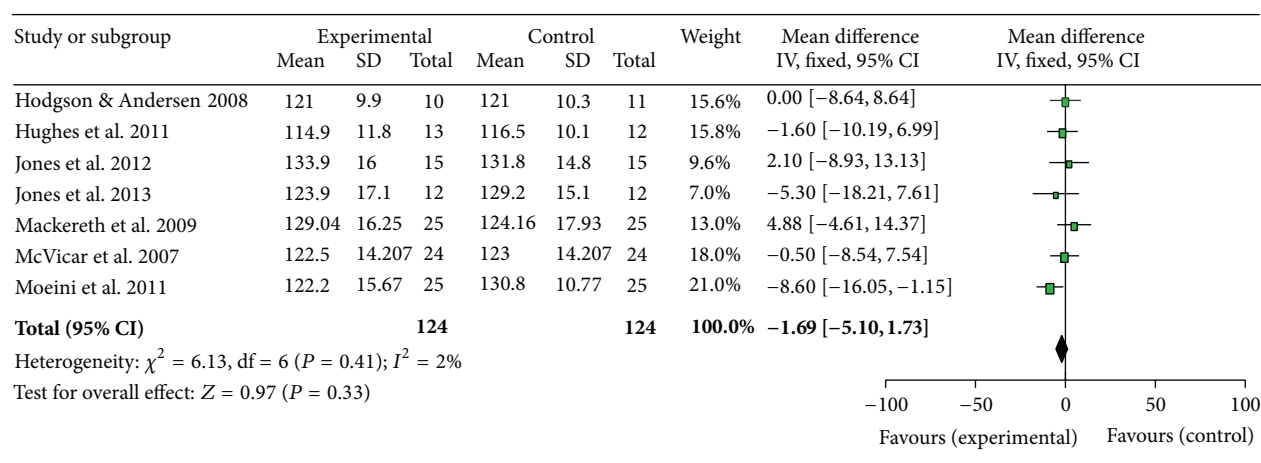 Study or subgroup Experimental Control Weight Mean difference Mean difference
Mean SD Total Mean SD Total IV, fixed, 95% CI IV, fixed, 95% CI
Hodgson & Andersen 2008 121 9.9 10 121 10.3 11 15.6% 0.00 [−8.64, 8.64]
Hughes et al. 2011 114.9 11.8 13 116.5 10.1 12 15.8% −1.60 [−10.19, 6.99]
Jones et al. 2012 133.9 16 15 131.8 14.8 15 9.6% 2.10 [−8.93, 13.13]
Jones et al. 2013 123.9 17.1 12 129.2 15.1 12 7.0% −5.30 [−18.21, 7.61]
Mackereth et al. 2009 129.04 16.25 25 124.16 17.93 25 13.0% 4.88 [−4.61, 14.37]
McVicar et al. 2007 122.5 14.207 24 123 14.207 24 18.0% −0.50 [−8.54, 7.54]
Moeini et al. 2011 122.2 15.67 25 130.8 10.77 25 21.0% −8.60 [−16.05, −1.15]
Total (95% CI) 124 124 100.0% −1.69 [−5.10, 1.73]
Heterogeneity: χ² = 6.13, df = 6 (P = 0.41); I² = 2%
Test for overall effect: Z = 0.97 (P = 0.33)
−100 −50 0 50 100
Favours (experimental) Favours (control)